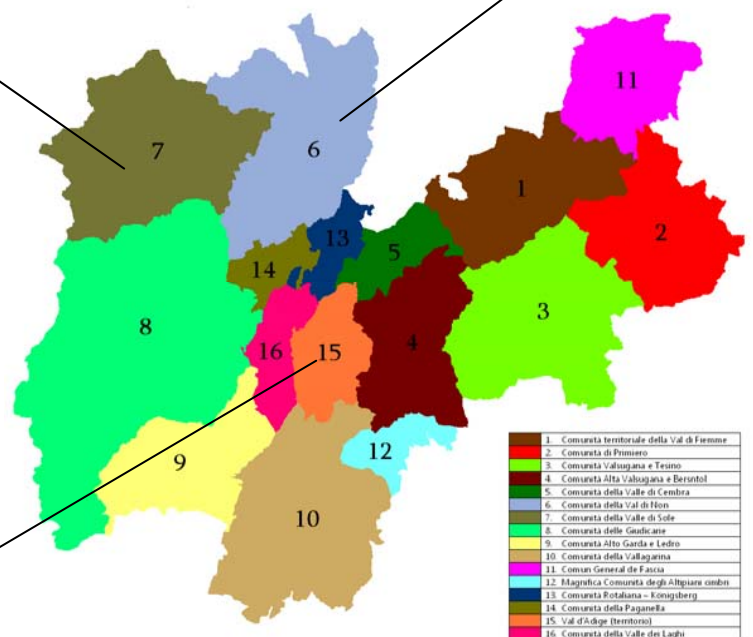 11
7
6
1
13
2
5
14
3
8
4
16
15
12
9
10
1. Comunità territoriale della Val di Fiemme
2. Comunità di Primiero
3. Comunità Valsugana e Tesino
4. Comunità Alta Valsugana e Bersntol
5. Comunità della Valle di Cembra
6. Comunità della Val di Non
7. Comunità della Valle di Sole
8. Comunità delle Giudicarie
9. Comunità Alto Garda e Ledro
10. Comunità della Vallagarina
11. Comun General de Fascia
12. Magnifica Comunità degli Altipiani cimbri
13. Comunità Rotaliana – Königsberg
14. Comunità della Paganella
15. Val d'Adige (territorio)
16. Comunità della Valle dei Laghi